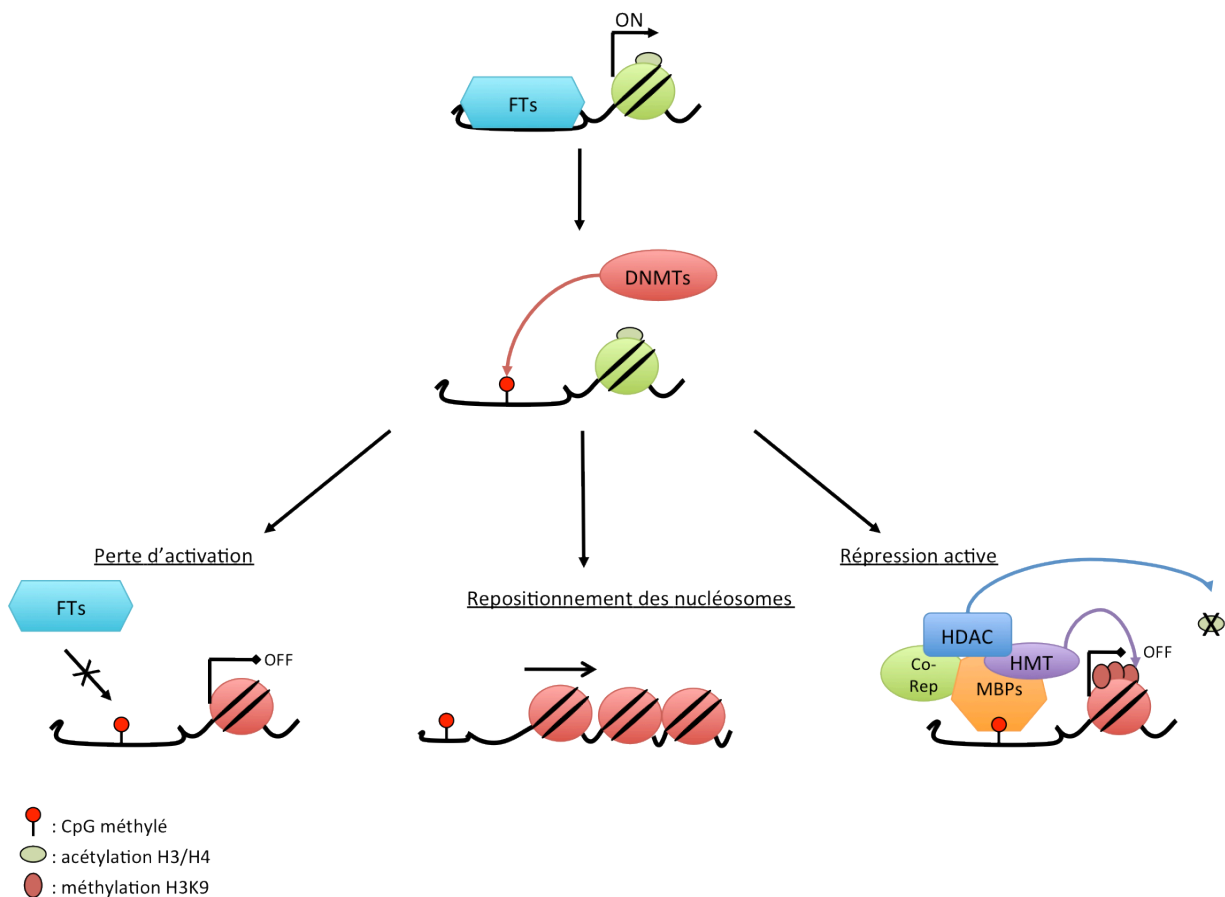 ON
FTs
DNMTs
Perte d'activation
Répression active
Repositionnement des nucléosomes
FTs
OFF
HDAC
HMT
Co-
Rep
MBPs
OFF
: CpG méthylé
: acétylation H3/H4
: méthylation H3K9